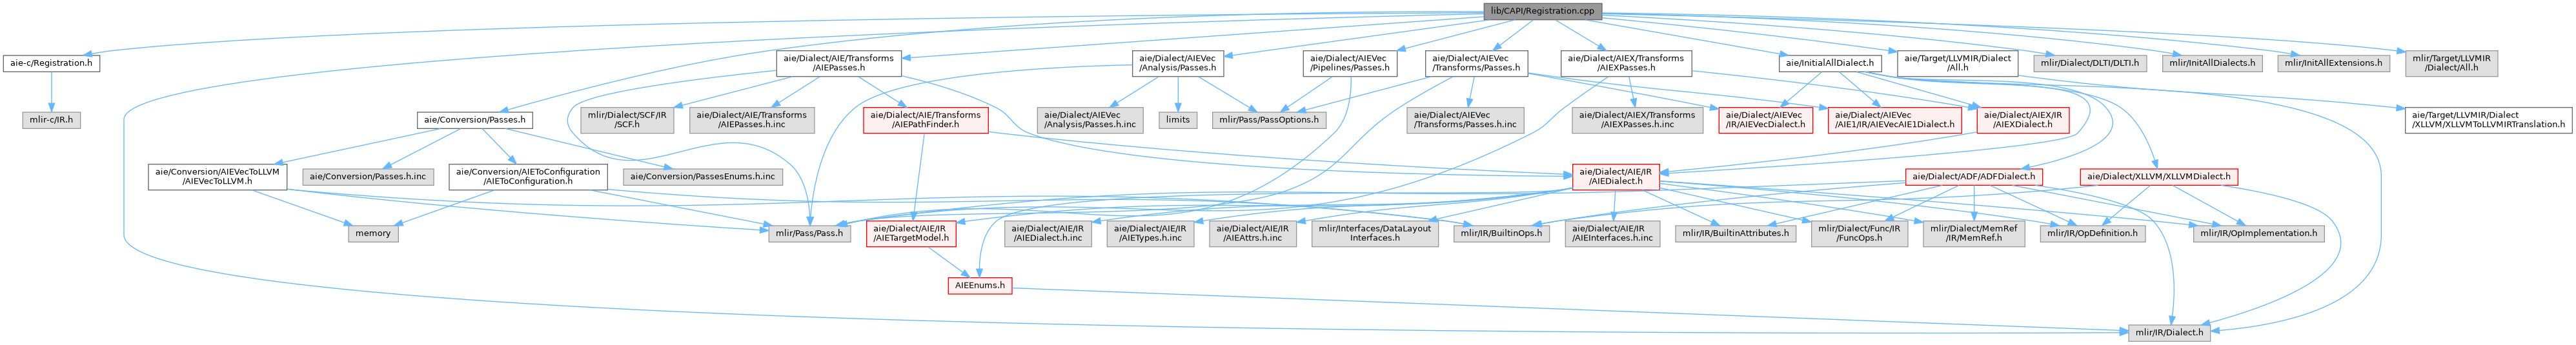 lib/CAPI/Registration.cpp
aie-c/Registration.h
aie/Dialect/AIE/Transforms
/AIEPasses.h
aie/Dialect/AIEVec
/Analysis/Passes.h
aie/Dialect/AIEVec
/Pipelines/Passes.h
aie/Dialect/AIEVec
/Transforms/Passes.h
aie/Dialect/AIEX/Transforms
/AIEXPasses.h
aie/InitialAllDialect.h
aie/Target/LLVMIR/Dialect
/All.h
mlir/Dialect/DLTI/DLTI.h
mlir/InitAllDialects.h
mlir/InitAllExtensions.h
mlir/Target/LLVMIR
/Dialect/All.h
mlir-c/IR.h
aie/Conversion/Passes.h
mlir/Dialect/SCF/IR
/SCF.h
aie/Dialect/AIE/Transforms
/AIEPasses.h.inc
aie/Dialect/AIE/Transforms
/AIEPathFinder.h
aie/Dialect/AIEVec
/Analysis/Passes.h.inc
limits
mlir/Pass/PassOptions.h
aie/Dialect/AIEVec
/Transforms/Passes.h.inc
aie/Dialect/AIEX/Transforms
/AIEXPasses.h.inc
aie/Dialect/AIEVec
/IR/AIEVecDialect.h
aie/Dialect/AIEVec
/AIE1/IR/AIEVecAIE1Dialect.h
aie/Dialect/AIEX/IR
/AIEXDialect.h
aie/Target/LLVMIR/Dialect
/XLLVM/XLLVMToLLVMIRTranslation.h
aie/Conversion/AIEVecToLLVM
/AIEVecToLLVM.h
aie/Conversion/Passes.h.inc
aie/Conversion/AIEToConfiguration
/AIEToConfiguration.h
aie/Conversion/PassesEnums.h.inc
aie/Dialect/AIE/IR
/AIEDialect.h
aie/Dialect/ADF/ADFDialect.h
aie/Dialect/XLLVM/XLLVMDialect.h
memory
mlir/Pass/Pass.h
aie/Dialect/AIE/IR
/AIETargetModel.h
aie/Dialect/AIE/IR
/AIEDialect.h.inc
aie/Dialect/AIE/IR
/AIETypes.h.inc
aie/Dialect/AIE/IR
/AIEAttrs.h.inc
mlir/Interfaces/DataLayout
Interfaces.h
mlir/IR/BuiltinOps.h
aie/Dialect/AIE/IR
/AIEInterfaces.h.inc
mlir/IR/BuiltinAttributes.h
mlir/Dialect/Func/IR
/FuncOps.h
mlir/Dialect/MemRef
/IR/MemRef.h
mlir/IR/OpDefinition.h
mlir/IR/OpImplementation.h
AIEEnums.h
mlir/IR/Dialect.h